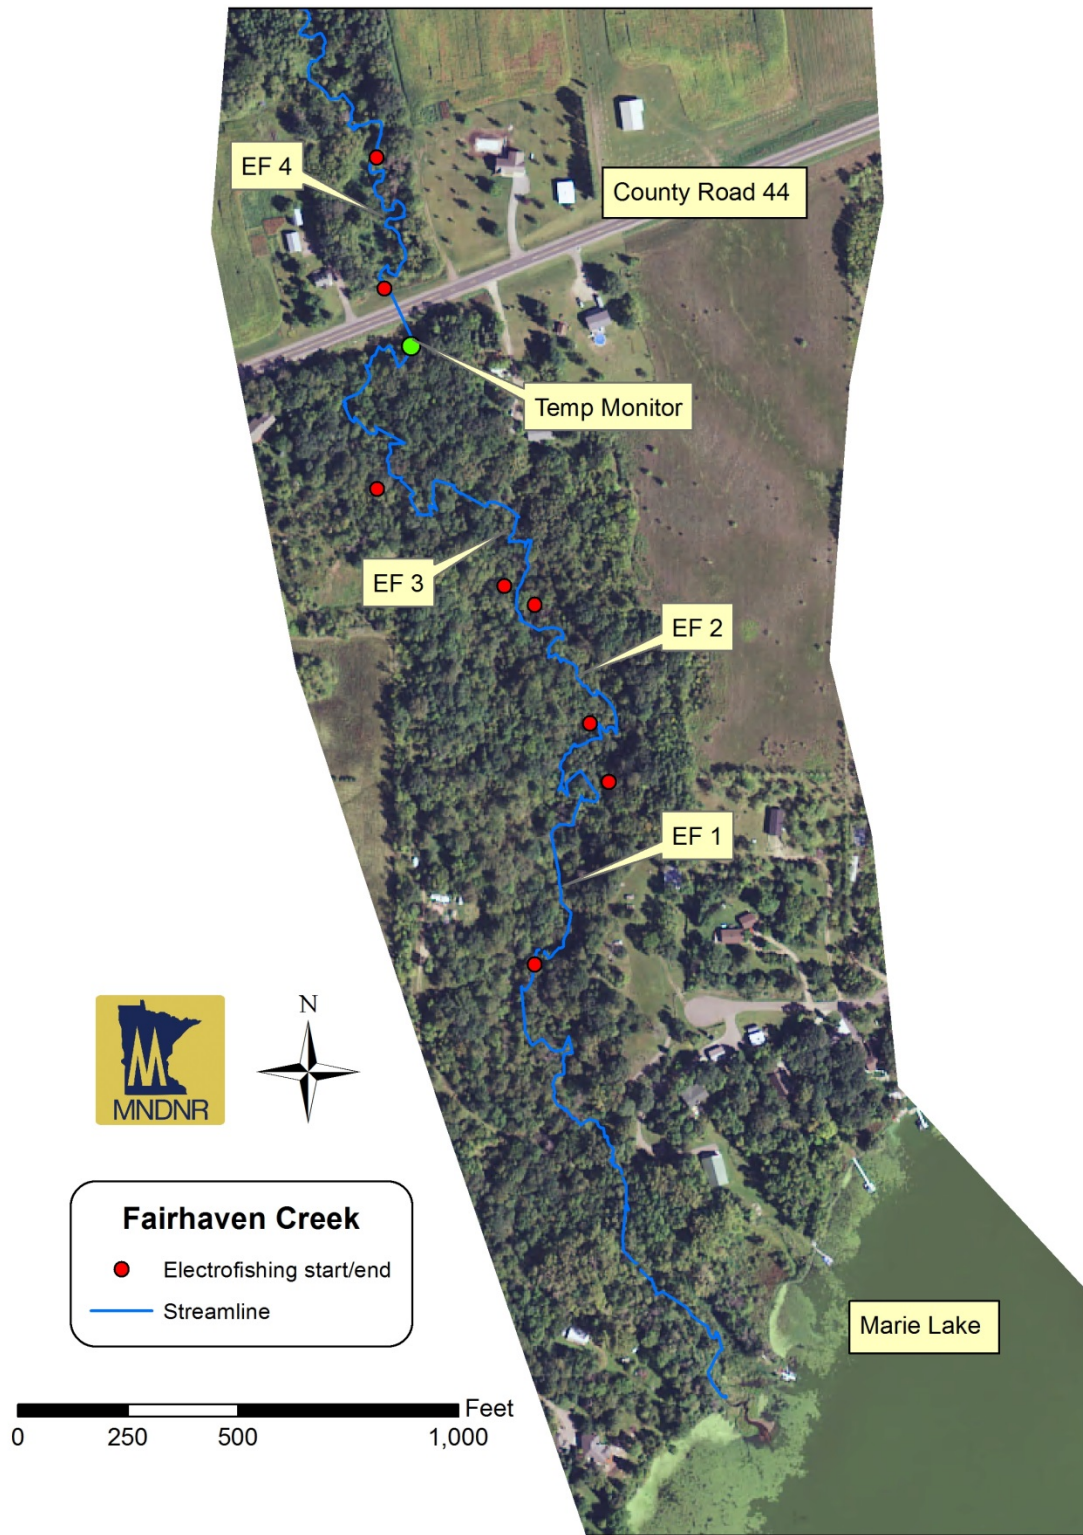 EF 4
County Road 44
Temp Monitor
EF 3
EF 2
EF 1
N
MNDNR
Fairhaven Creek
Electrofishing start/end
Streamline
Marie Lake
Feet
0 250 500 1,000